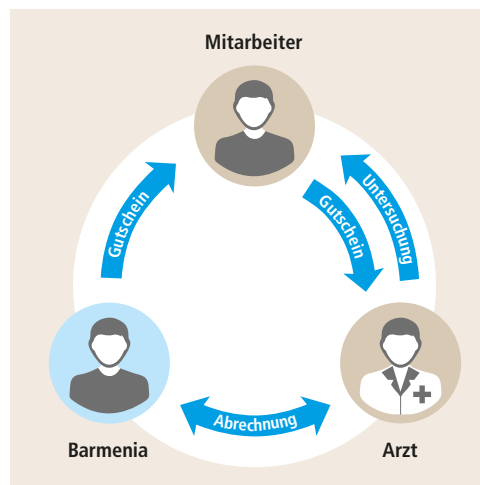 Mitarbeiter
Gutschein
Gutschein
Untersuchung
Abrechnung
Barmenia
Arzt